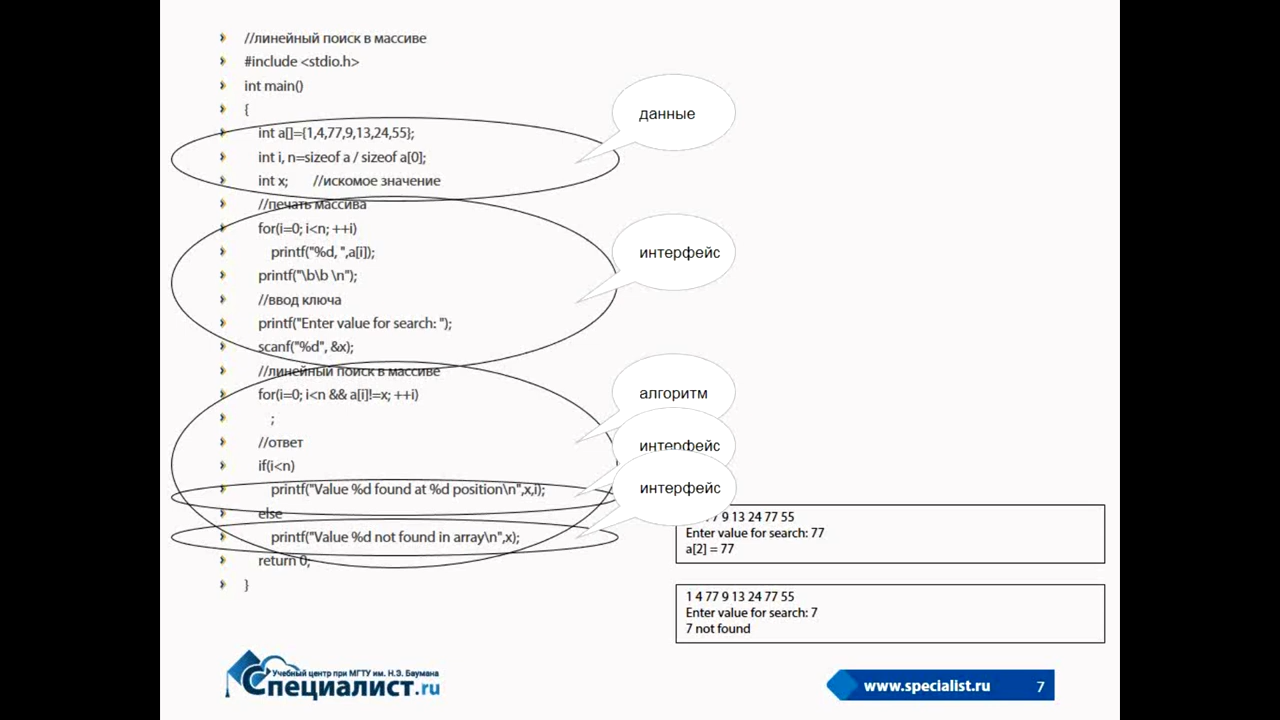 //линейный поиск в массиве
#include <stdio.h>
int main()
{
int a[]={1,4,77,9,13,24,55};
int i, n=sizeof a / sizeof a[0];
int x; //искомое значение
//печать массива
for(i=0; i<n; ++i)
printf("%d, ",a[i]);
printf("\b\b \n");
//ввод ключа
printf("Enter value for search: ");
scanf("%d", &x);
//линейный поиск в массиве
for(i=0; i<n && a[i]!=x; ++i)
;
//ответ
if(i<n)
printf("Value %d found at %d position\n",x,i);
else
printf("Value %d not found in array\n",x);
return 0;
}
данные
интерфейс
алгоритм
интерфейс
интерфейс
7 9 13 24 77 55
Enter value for search: 77
a[2] = 77
1 4 77 9 13 24 77 55
Enter value for search: 7
7 not found
Учебный центр при МГТУ им. Н.Э. Баумана
Специалист.ru
www.specialist.ru 7